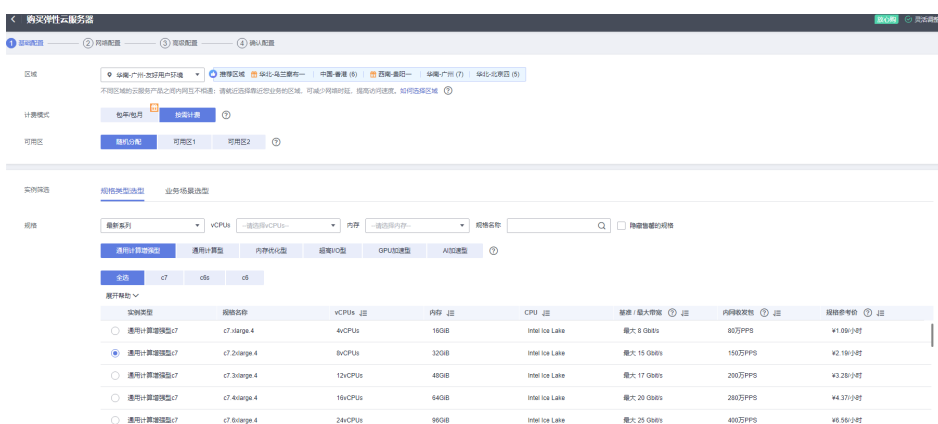 < 购买弹性云服务器 放心购 灵活调整
1 基础配置 2 网络配置 3 高级配置 4 确认配置
区域 华南-广州-友好用户环境 推荐区域 华北-乌兰察布一 中国-香港 (6) 西南-贵阳一 华南-广州 (7) 华北-北京四 (5)
不同区域的云服务产品之间内网互不相通；请就近选择靠近您业务的区域，可减少网络时延，提高访问速度。如何选择区域
计费模式 包年/包月 按需计费
可用区 随机分配 可用区1 可用区2
实例筛选 规格类型选型 业务场景选型
规格 最新系列 vCPUs --请选择vCPUs-- 内存 --请选择内存-- 规格名称 隐藏售罄的规格
通用计算增强型 通用计算型 内存优化型 超高I/O型 GPU加速型 AI加速型
全选 c7 c6s c6
展开帮助
实例类型 规格名称 vCPUs 内存 CPU 基准 / 最大带宽 内网收发包 规格参考价
通用计算增强型c7 c7.xlarge.4 4vCPUs 16GiB Intel Ice Lake 最大 8 Gbit/s 80万PPS ¥1.09/小时
通用计算增强型c7 c7.2xlarge.4 8vCPUs 32GiB Intel Ice Lake 最大 15 Gbit/s 150万PPS ¥2.19/小时
通用计算增强型c7 c7.3xlarge.4 12vCPUs 48GiB Intel Ice Lake 最大 17 Gbit/s 200万PPS ¥3.28/小时
通用计算增强型c7 c7.4xlarge.4 16vCPUs 64GiB Intel Ice Lake 最大 20 Gbit/s 280万PPS ¥4.37/小时
通用计算增强型c7 c7.6xlarge.4 24vCPUs 96GiB Intel Ice Lake 最大 25 Gbit/s 400万PPS ¥6.56/小时